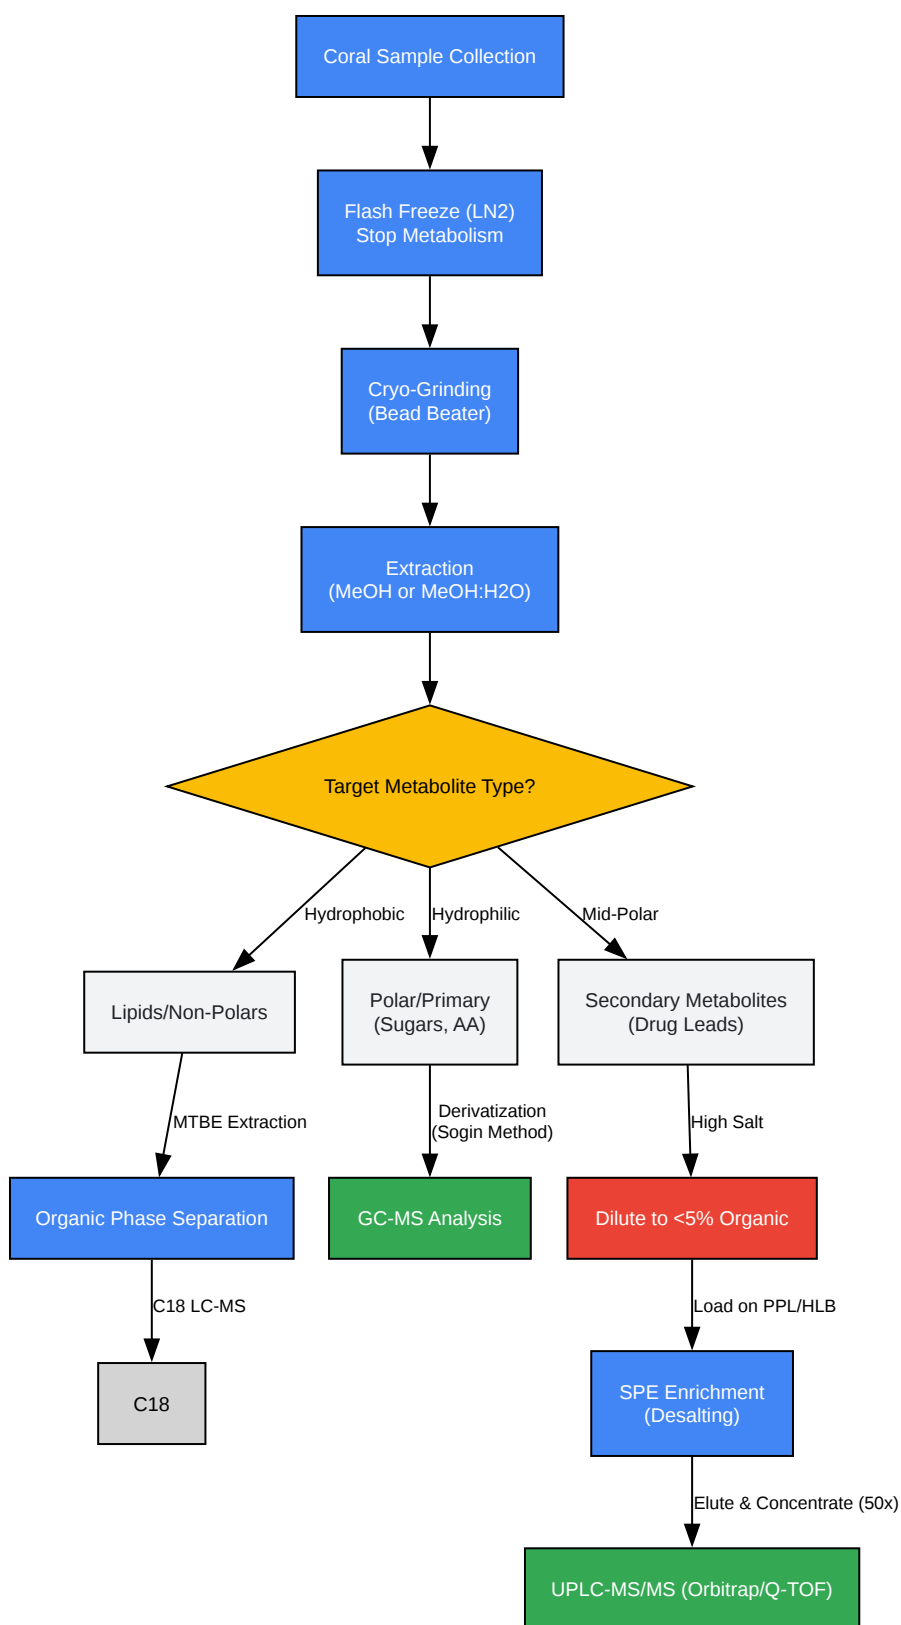 Coral Sample Collection
Flash Freeze (LN2)
Stop Metabolism
Cryo-Grinding
(Bead Beater)
Extraction
(MeOH or MeOH:H2O)
Target Metabolite Type?
Hydrophobic
Hydrophilic
Mid-Polar
Lipids/Non-Polars
Polar/Primary
(Sugars, AA)
Secondary Metabolites
(Drug Leads)
MTBE Extraction
Derivatization
(Sogin Method)
High Salt
Organic Phase Separation
GC-MS Analysis
Dilute to <5% Organic
C18 LC-MS
Load on PPL/HLB
C18
SPE Enrichment
(Desalting)
Elute & Concentrate (50x)
UPLC-MS/MS (Orbitrap/Q-TOF)